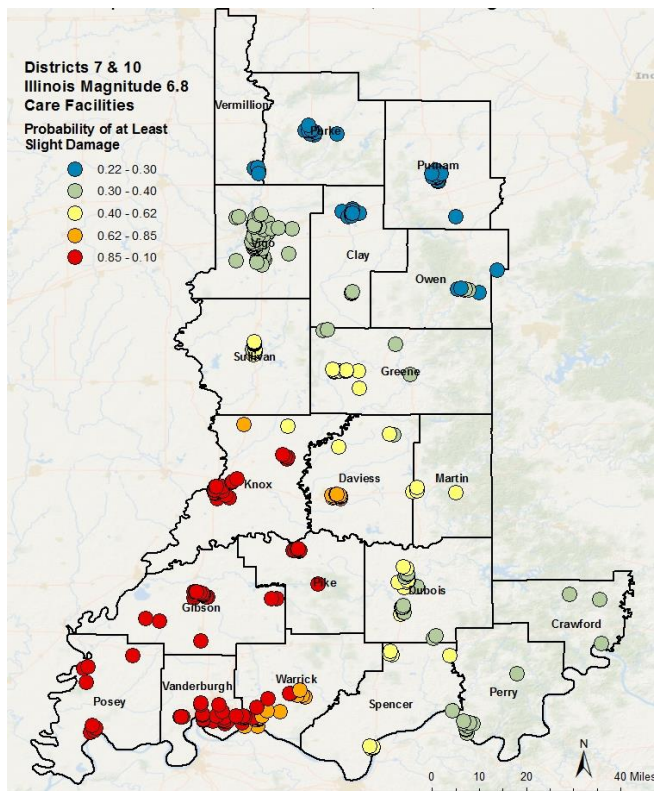 Districts 7 & 10
Illinois Magnitude 6.8
Care Facilities
Probability of at Least
Slight Damage
0.22 - 0.30
0.30 - 0.40
0.40 - 0.62
0.62 - 0.85
0.85 - 0.10
Vermillion
Parke
Putnam
Vigo
Clay
Owen
Sullivan
Greene
Knox
Daviess
Martin
Pike
Dubois
Gibson
Crawford
Posey
Vanderburgh
Warrick
Spencer
Perry
N
0 10 20 40 Miles